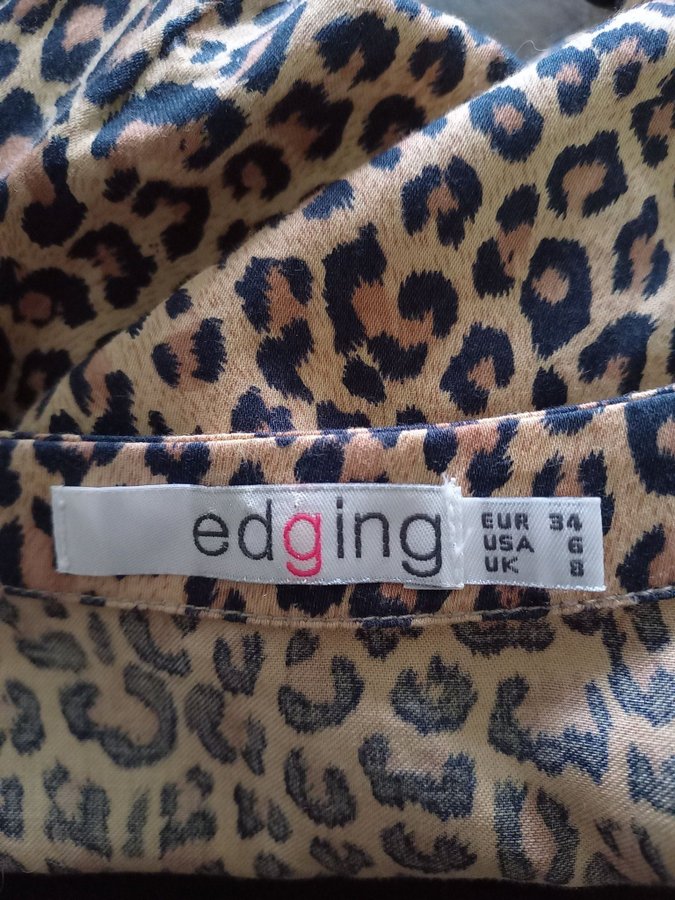 edging
EUR 34
USA 6
UK 8